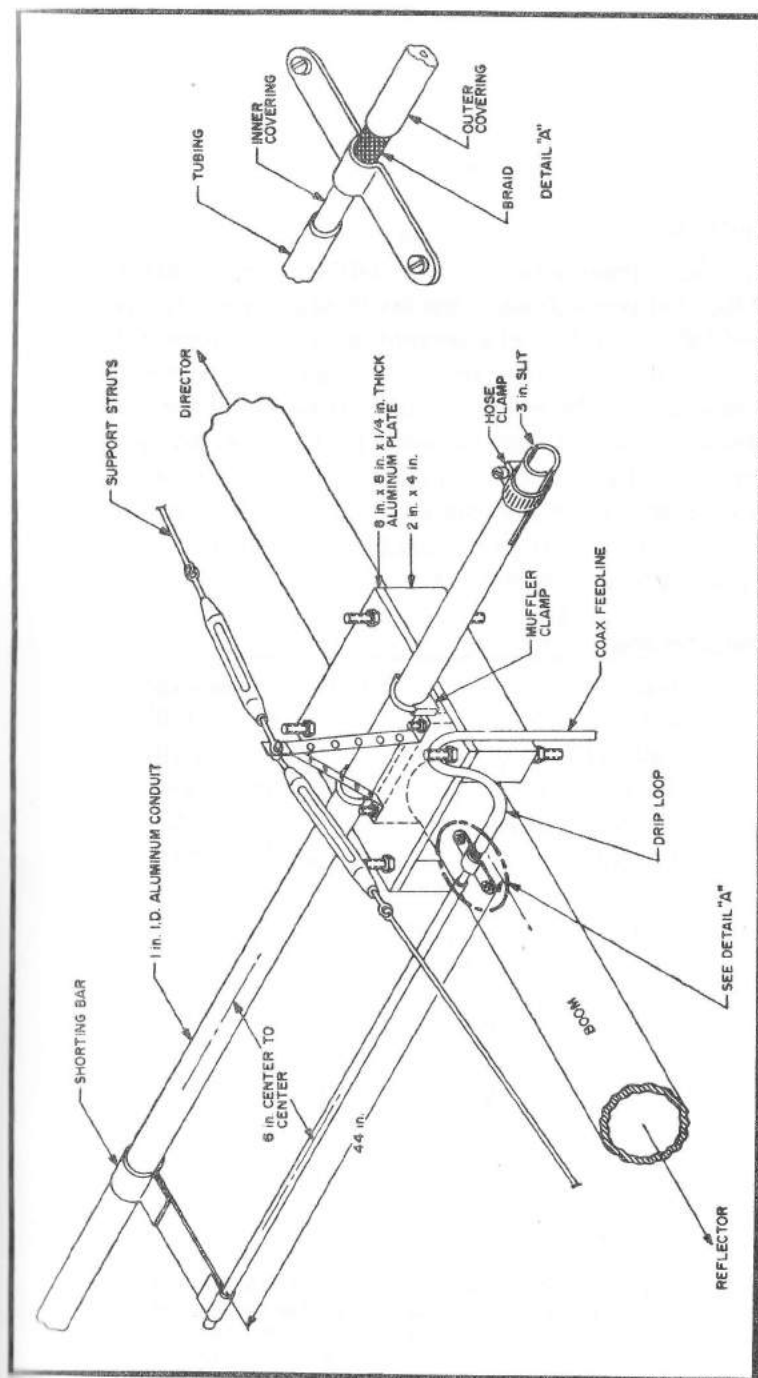 SHORTING BAR
1 in. I.D. ALUMINUM CONDUIT
SUPPORT STRUTS
DIRECTOR
6 in. CENTER TO
CENTER
44 in.
8 in. x 8 in. x 1/4 in. THICK
ALUMINUM PLATE
2 in. x 4 in.
HOSE
CLAMP
3 in. SLIT
MUFFLER
CLAMP
COAX FEEDLINE
DRIP LOOP
BOOM
SEE DETAIL "A"
REFLECTOR
TUBING
INNER
COVERING
OUTER
COVERING
BRAID
DETAIL "A"